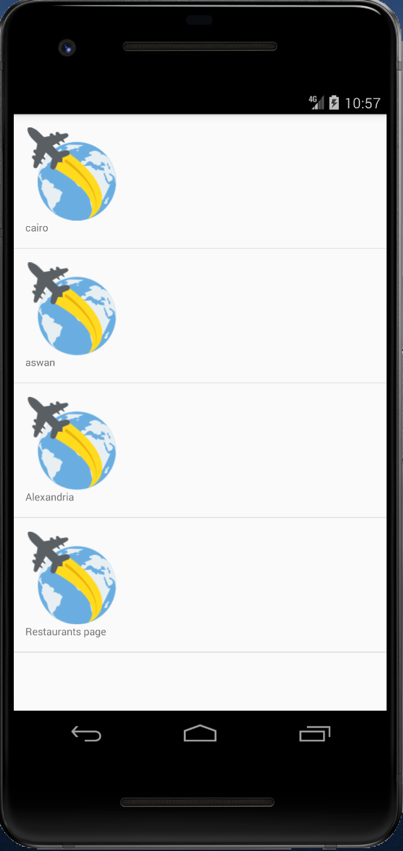 4G 10:57
cairo
aswan
Alexandria
Restaurants page